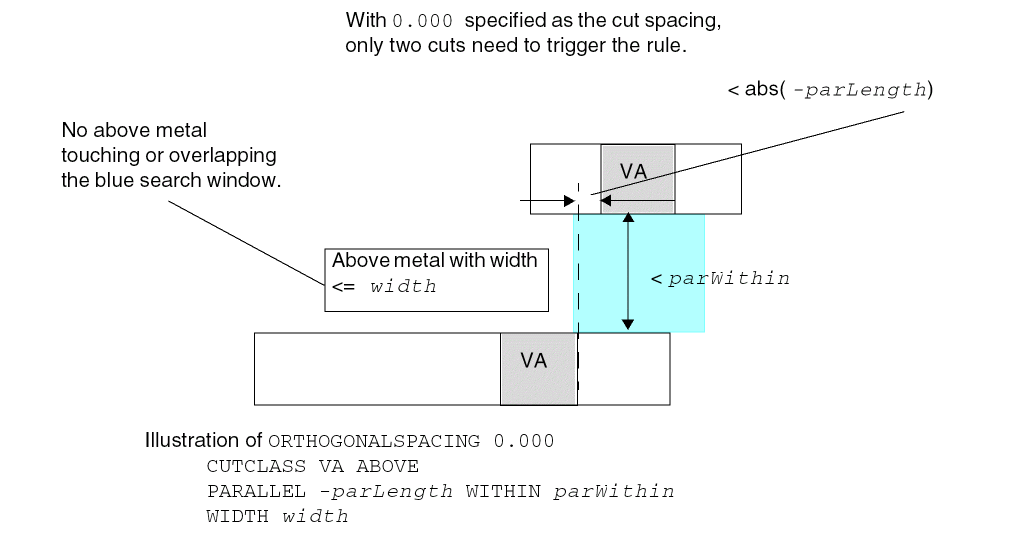 With 0.000 specified as the cut spacing,
only two cuts need to trigger the rule.
< abs( -parLength)
No above metal
touching or overlapping
the blue search window.
VA
Above metal with width
<= width
< parWithin
VA
Illustration of ORTHOGONALSPACING 0.000
CUTCLASS VA ABOVE
PARALLEL -parLength WITHIN parWithin
WIDTH width